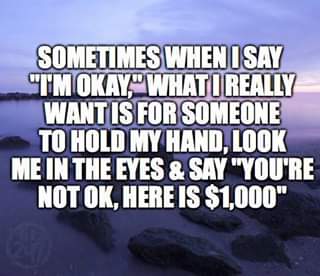 SOMETIMES WHEN I SAY
"I'M OKAY," WHAT I REALLY
WANT IS FOR SOMEONE
TO HOLD MY HAND, LOOK
ME IN THE EYES & SAY "YOU'RE
NOT OK, HERE IS $1,000"